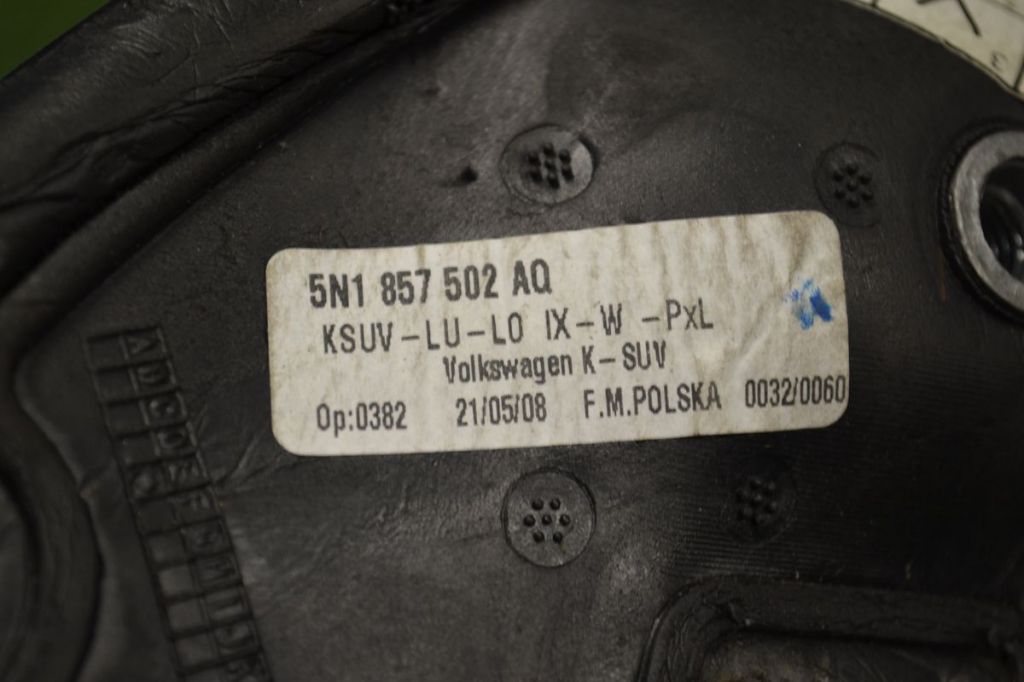 5N1 857 502 AQ
KSUV-LU-LO IX-W -PxL
Volkswagen K-SUV
Op:0382 21/05/08 F.M.POLSKA 0032/0060